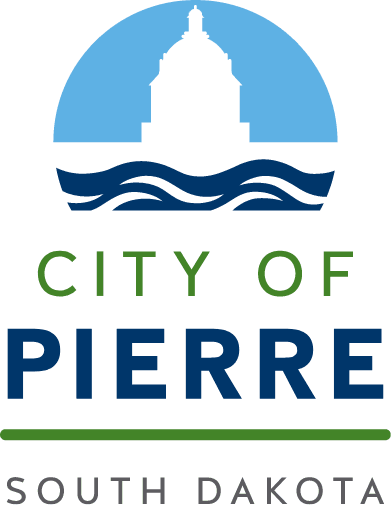 CITY OF
PIERRE
SOUTH DAKOTA